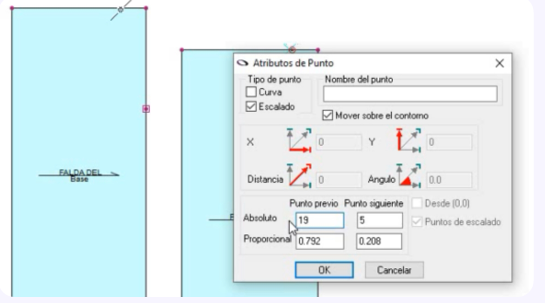 Atributos de Punto
Tipo de punto
Curva
Escalado
Nombre del punto
Mover sobre el contorno
X 0 Y 0
Distancia 0 Angulo 0.0
Punto previo Punto siguiente Desde (0,0)
Absoluto 19 5 Puntos de escalado
Proporcional 0.792 0.208
OK Cancelar
FALDA DEL
Base